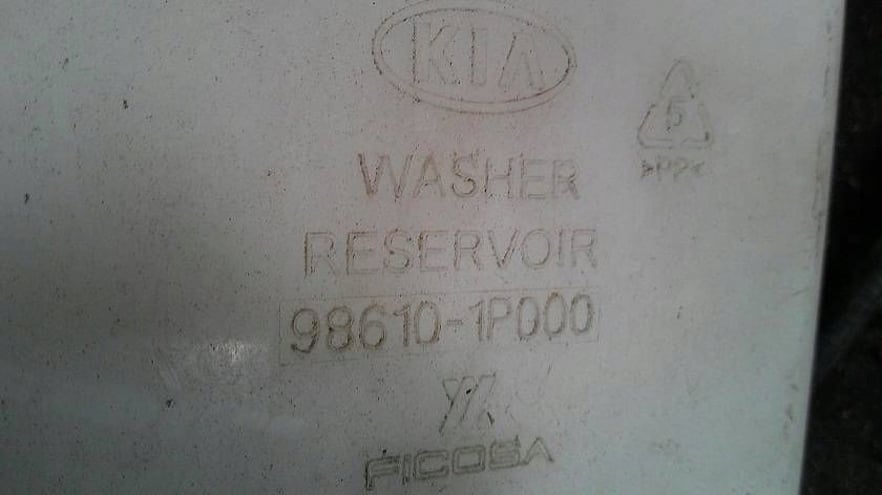 KIA
5
>PP<
WASHER
RESERVOIR
98610-1P000
FICOSA